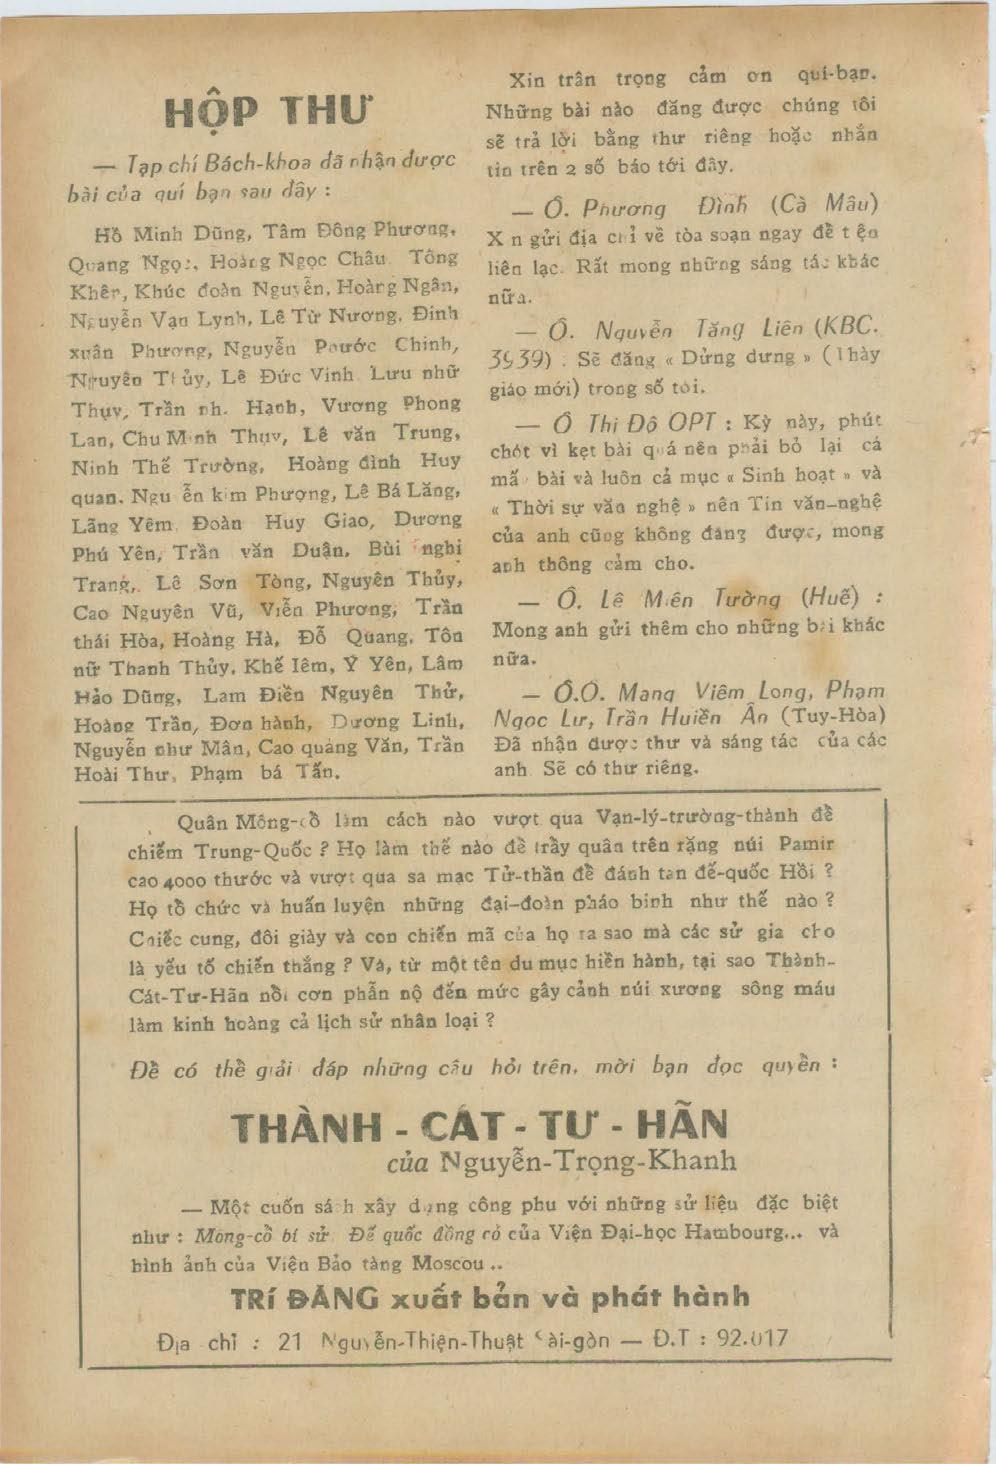 HỘP THƯ
— Tạp chí Bách-khoa đã nhận được
bài của quí bạn sau đây :
Hồ Minh Dũng, Tâm Đông Phương,
Quang Ngọc, Hoàng Ngọc Châu Tông
Khên, Khúc đoàn Nguyễn, Hoàng Ngân,
Nguyễn Vạn Lynh, Lê Từ Nương, Đinh
xuân Phương, Nguyễn Phước Chinh,
Nguyên Thủy, Lê Đức Vinh Lưu nhữ
Thụy, Trần nh. Hạnh, Vương Phong
Lan, Chu Minh Thụy, Lê văn Trung,
Ninh Thế Trường, Hoàng đình Huy
quan, Nguyễn kim Phượng, Lê Bá Lăng,
Lãng Yêm. Đoàn Huy Giao, Dương
Phú Yên, Trần văn Duận, Bùi nghị
Trang, Lê Sơn Tòng, Nguyên Thủy,
Cao Nguyên Vũ, Viễn Phương, Trần
thái Hòa, Hoàng Hà, Đỗ Quang, Tôn
nữ Thanh Thủy, Khế Iêm, Ý Yên, Lâm
Hảo Dũng, Lam Điền Nguyên Thử,
Hoàng Trần, Đơn hành, Dương Linh,
Nguyễn như Mân, Cao quảng Văn, Trần
Hoài Thư, Phạm bá Tấn.
Xin trân trọng cảm ơn quí-bạn.
Những bài nào đăng được chúng tôi
sẽ trả lời bằng thư riêng hoặc nhắn
tin trên 2 số báo tới đây.
— Ô. Phương Đình (Cà Mâu)
Xin gửi địa chỉ về tòa soạn ngay để tiện
liên lạc. Rất mong những sáng tác khác
nữa.
— Ô. Nguyễn Tăng Liên (KBC.
3939) . Sẽ đăng « Dửng dưng » (Thày
giáo mới) trong số tới.
— Ô Thi Đô OPT : Kỳ này, phút
chót vì kẹt bài quá nên phải bỏ lại cả
mấy bài và luôn cả mục « Sinh hoạt » và
« Thời sự văn nghệ » nên Tin văn-nghệ
của anh cũng không đăng được, mong
anh thông cảm cho.
— Ô. Lê Miên Tường (Huế) :
Mong anh gửi thêm cho những bài khác
nữa.
— Ô.Ô. Mang Viêm Long, Phạm
Ngọc Lư, Trần Huiền Ân (Tuy-Hòa)
Đã nhận được thư và sáng tác của các
anh. Sẽ có thư riêng.
Quân Mông-cổ làm cách nào vượt qua Vạn-lý-trường-thành để
chiếm Trung-Quốc ? Họ làm thế nào để trầy quân trên rặng núi Pamir
cao 4000 thước và vượt qua sa mạc Tử-thần để đánh tan đế-quốc Hồi ?
Họ tổ chức và huấn luyện những đại-đoàn pháo binh như thế nào ?
Chiếc cung, đôi giày và con chiến mã của họ ra sao mà các sử gia cho
là yếu tố chiến thắng ? Và, từ một tên du mục hiền hành, tại sao Thành-
Cát-Tư-Hãn nổi cơn phẫn nộ đến mức gây cảnh núi xương sông máu
làm kinh hoàng cả lịch sử nhân loại ?
Để có thể giải đáp những câu hỏi trên, mời bạn đọc quyển :
THÀNH - CÁT - TƯ - HÃN
của Nguyễn-Trọng-Khanh
— Một cuốn sách xây dựng công phu với những sử liệu đặc biệt
như : Mông-cổ bí sử Đế quốc đồng cỏ của Viện Đại-học Hambourg... và
hình ảnh của Viện Bảo tàng Moscou ..
TRÍ ĐĂNG xuất bản và phát hành
Địa chỉ : 21 Nguyễn-Thiện-Thuật Sài-gòn — Đ.T : 92.017